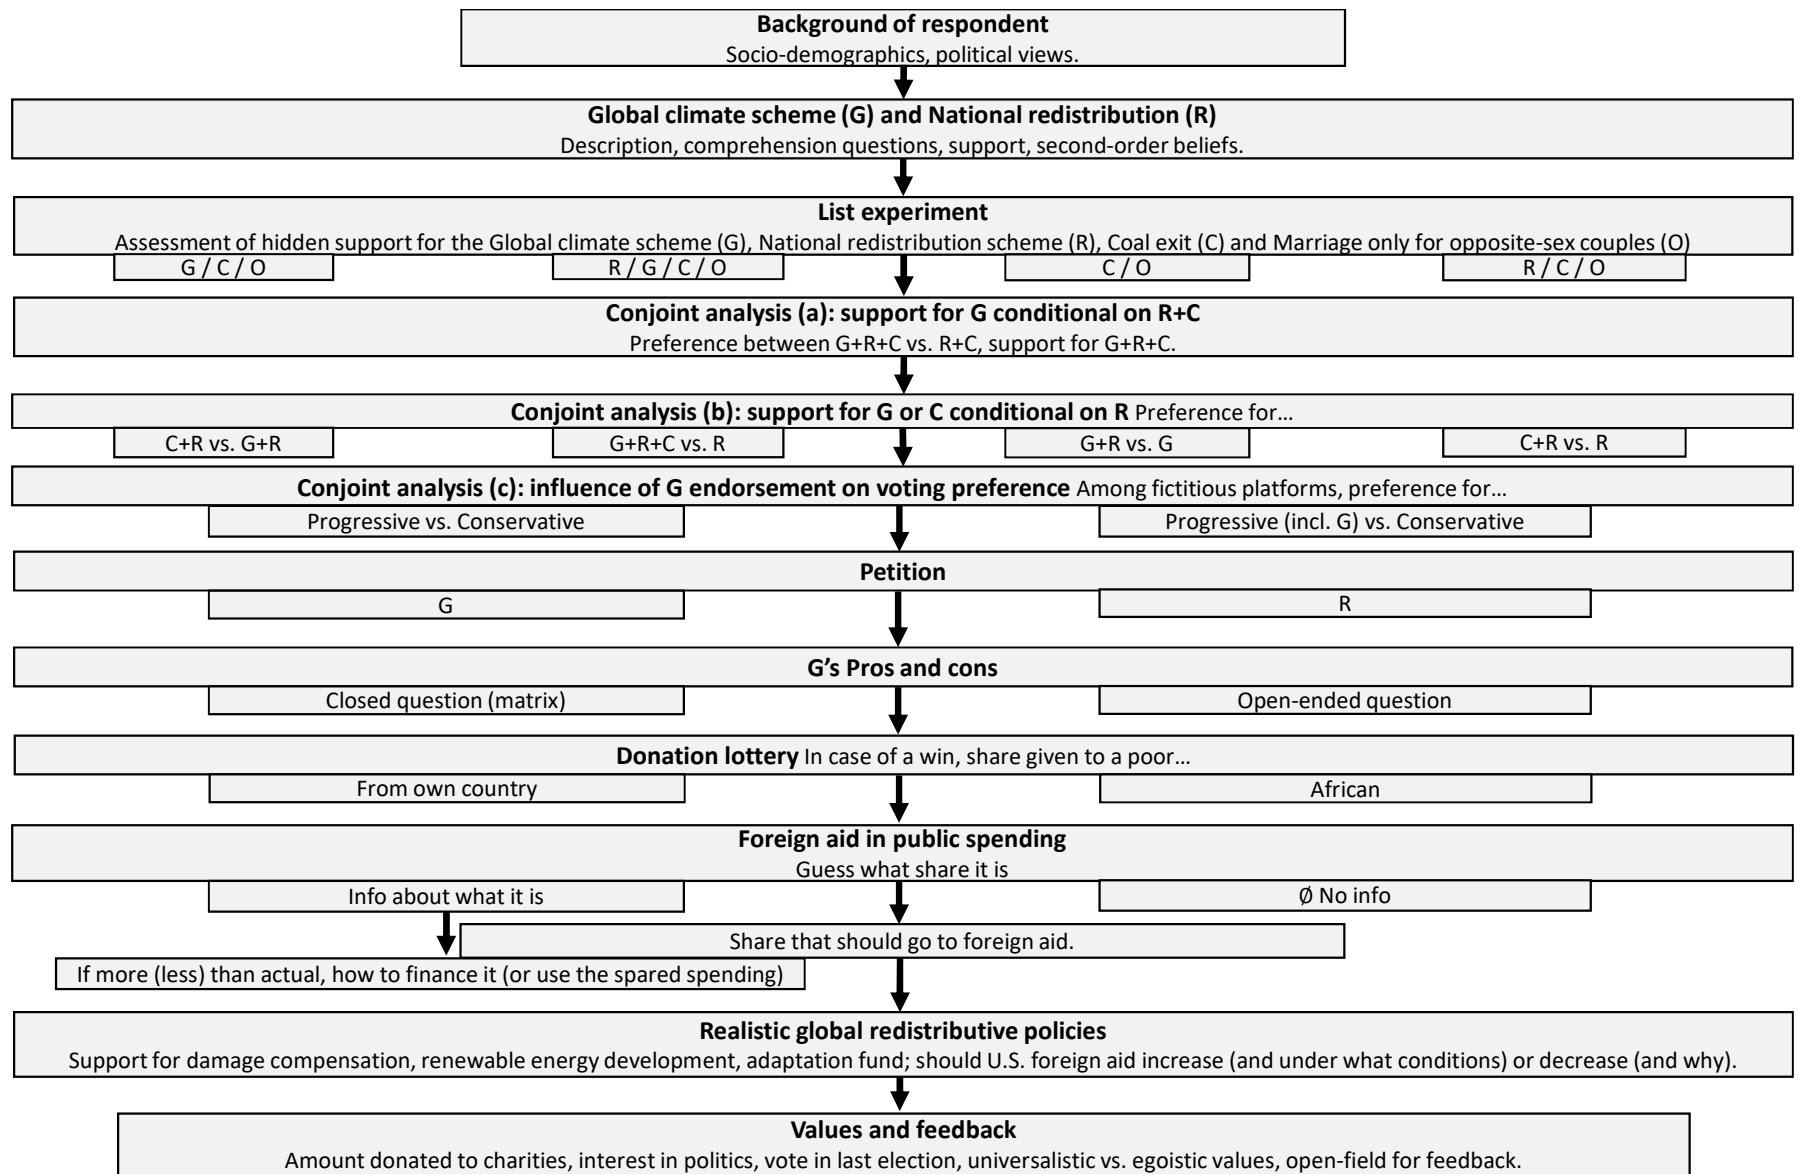 Background of respondent
Socio-demographics, political views.
Global climate scheme (G) and National redistribution (R)
Description, comprehension questions, support, second-order beliefs.
List experiment
Assessment of hidden support for the Global climate scheme (G), National redistribution scheme (R), Coal exit (C) and Marriage only for opposite-sex couples (O)
G / C / O
R / G / C / O
C / O
R / C / O
Conjoint analysis (a): support for G conditional on R+C
Preference between G+R+C vs. R+C, support for G+R+C.
Conjoint analysis (b): support for G or C conditional on R Preference for...
C+R vs. G+R
G+R+C vs. R
G+R vs. G
C+R vs. R
Conjoint analysis (c): influence of G endorsement on voting preference Among fictitious platforms, preference for...
Progressive vs. Conservative
Progressive (incl. G) vs. Conservative
Petition
G
R
G’s Pros and cons
Closed question (matrix)
Open-ended question
Donation lottery In case of a win, share given to a poor...
From own country
African
Foreign aid in public spending
Guess what share it is
Info about what it is
Ø No info
Share that should go to foreign aid.
If more (less) than actual, how to finance it (or use the spared spending)
Realistic global redistributive policies
Support for damage compensation, renewable energy development, adaptation fund; should U.S. foreign aid increase (and under what conditions) or decrease (and why).
Values and feedback
Amount donated to charities, interest in politics, vote in last election, universalistic vs. egoistic values, open-field for feedback.